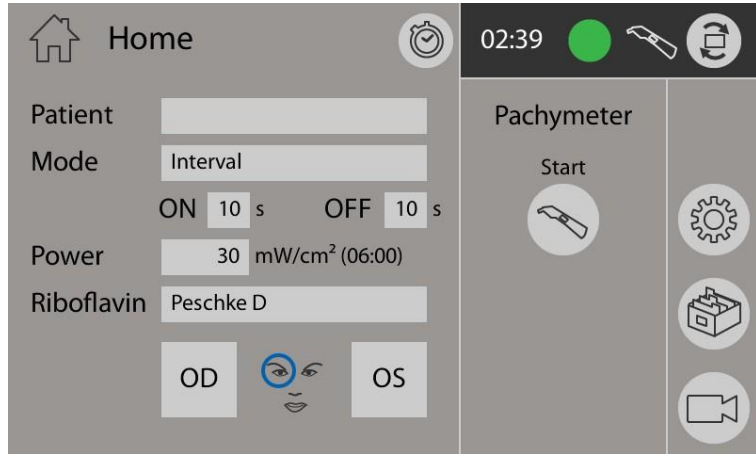 Home
02:39
Patient
Mode Interval
ON 10 s OFF 10 s
Power 30 mW/cm² (06:00)
Riboflavin Peschke D
OD OS
Pachymeter
Start